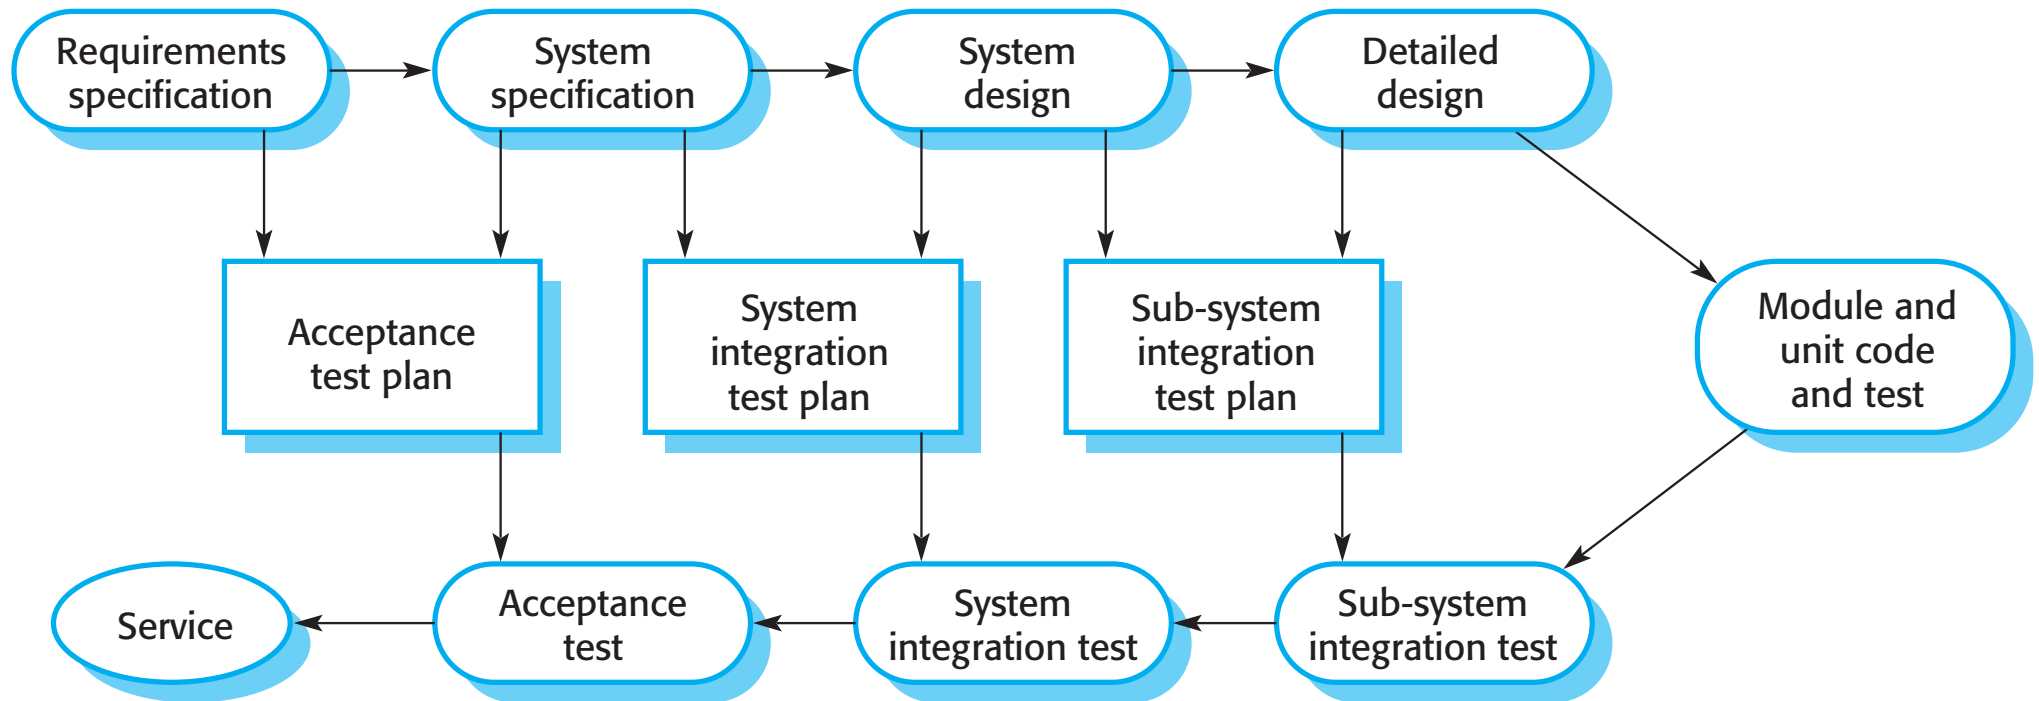 Requirements
specification
System
specification
System
design
Detailed
design
Acceptance
test plan
System
integration
test plan
Sub-system
integration
test plan
Module and
unit code
and test
Service
Acceptance
test
System
integration test
Sub-system
integration test